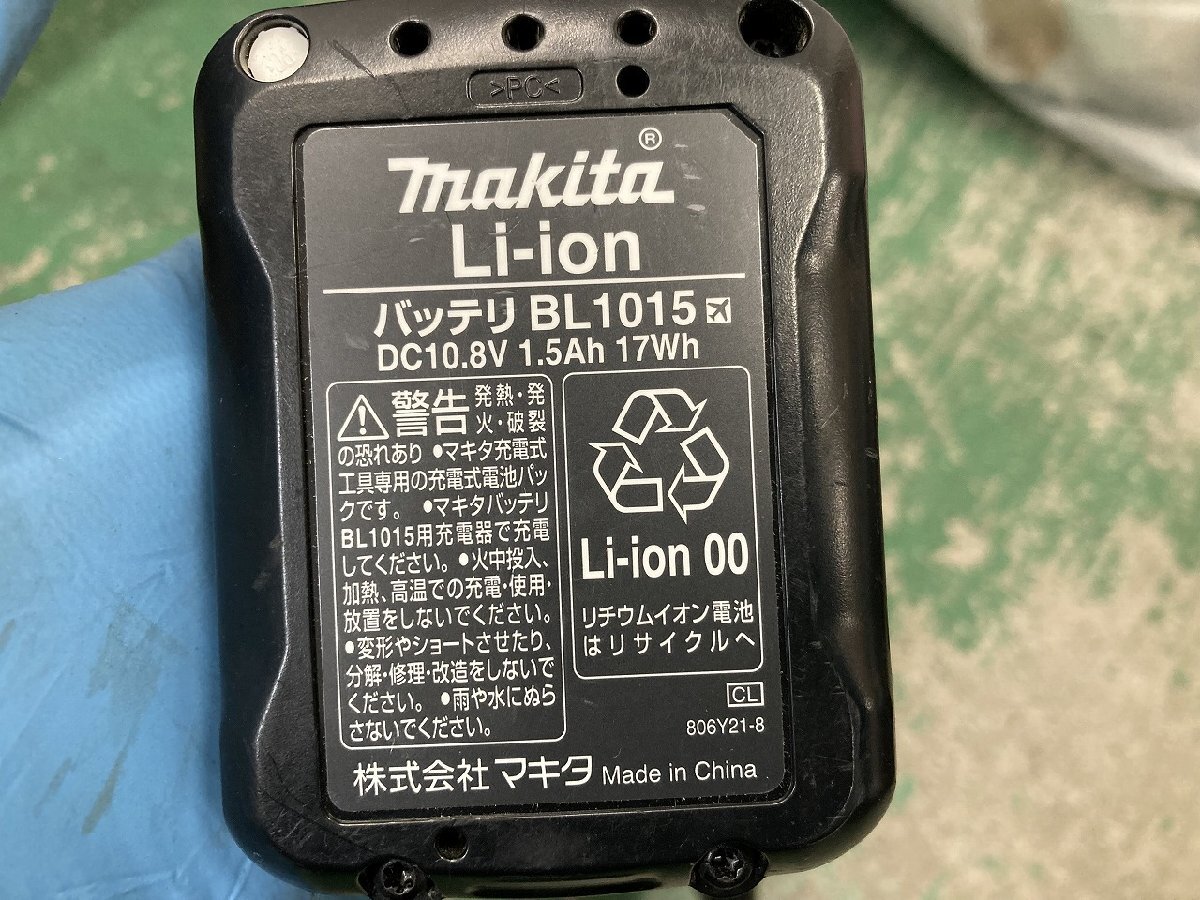 >PC<
makita®
Li-ion
バッテリ BL1015
DC10.8V 1.5Ah 17Wh
警告 発熱・発
火・破裂
の恐れあり ●マキタ充電式
工具専用の充電式電池パッ
クです。 ●マキタバッテリ
BL1015用充電器で充電
してください。●火中投入、
加熱、高温での充電・使用・
放置をしないでください。
●変形やショートさせたり、
分解・修理・改造をしないで
ください。 ●雨や水にぬら
さないでください。
Li-ion 00
リチウムイオン電池
はリサイクルへ
CL
806Y21-8
株式会社 マキタ Made in China